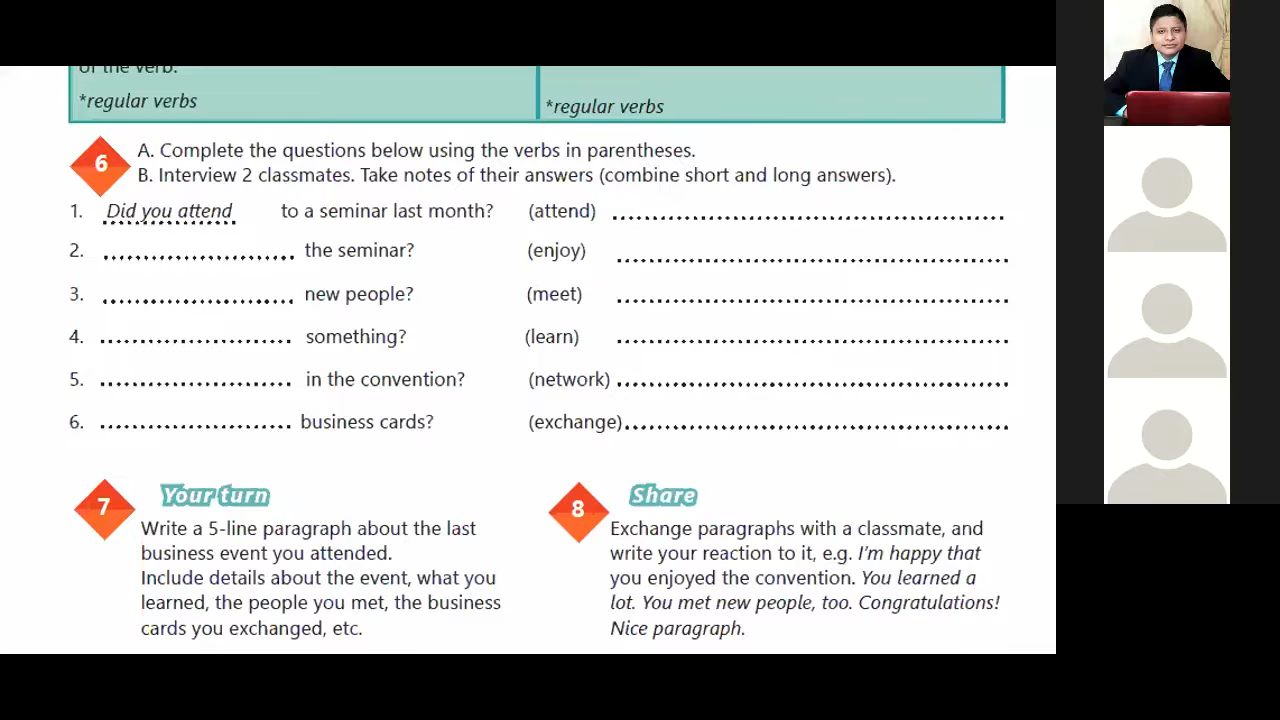 of the verb.
*regular verbs
*regular verbs
6
A. Complete the questions below using the verbs in parentheses.
B. Interview 2 classmates. Take notes of their answers (combine short and long answers).
1. Did you attend to a seminar last month? (attend)
2. the seminar? (enjoy)
3. new people? (meet)
4. something? (learn)
5. in the convention? (network)
6. business cards? (exchange)
7 Your turn
Write a 5-line paragraph about the last
business event you attended.
Include details about the event, what you
learned, the people you met, the business
cards you exchanged, etc.
8 Share
Exchange paragraphs with a classmate, and
write your reaction to it, e.g. I'm happy that
you enjoyed the convention. You learned a
lot. You met new people, too. Congratulations!
Nice paragraph.